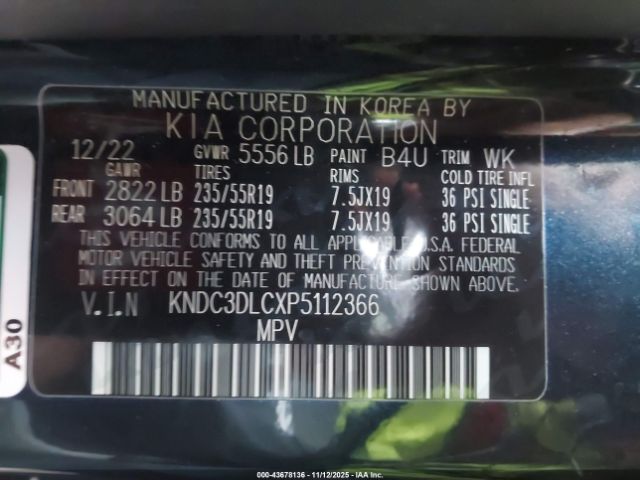 MANUFACTURED IN KOREA BY
KIA CORPORATION
12/22 GVWR 5556 LB PAINT B4U TRIM WK
GAWR TIRES RIMS COLD TIRE INFL
FRONT 2822 LB 235/55R19 7.5JX19 36 PSI SINGLE
REAR 3064 LB 235/55R19 7.5JX19 36 PSI SINGLE
THIS VEHICLE CONFORMS TO ALL APPLICABLE U.S.A. FEDERAL
MOTOR VEHICLE SAFETY AND THEFT PREVENTION STANDARDS
IN EFFECT ON THE DATE OF MANUFACTURE SHOWN ABOVE.
V.I.N KNDC3DLCXP5112366
MPV
A30
000-43678136 - 11/12/2025 - IAA Inc.